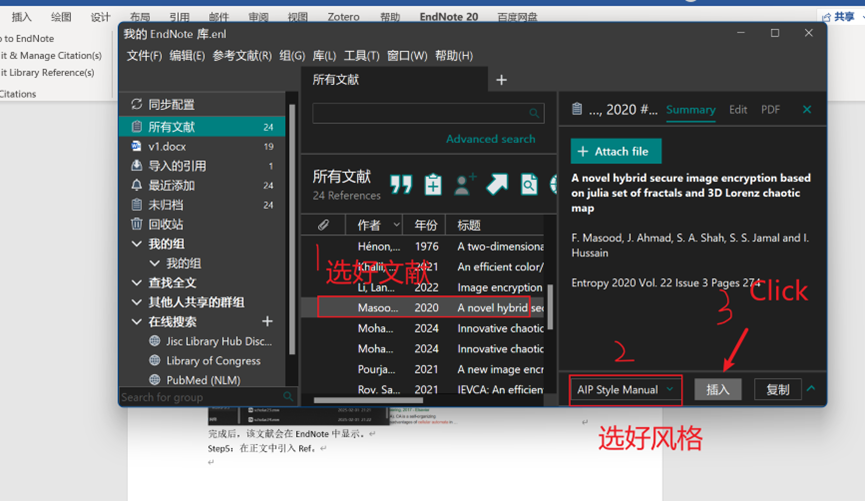 插入 绘图 设计 布局 引用 邮件 审阅 视图 Zotero 帮助 EndNote 20 百度网盘 共享
o to EndNote
it & Manage Citation(s)
it Library Reference(s)
Citations
我的 EndNote 库.enl
文件(F) 编辑(E) 参考文献(R) 组(G) 库(L) 工具(T) 窗口(W) 帮助(H)
同步配置
所有文献 24
v1.docx 19
导入的引用 1
最近添加 24
未归档 24
回收站
我的组
我的组
查找全文
其他人共享的群组
在线搜索 +
Jisc Library Hub Disc...
Library of Congress
PubMed (NLM)
Search for group
所有文献 +
Advanced search
所有文献
24 References
作者 年份 标题
Hénon,... 1976 A two-dimensiona
Khalil,... 2021 An efficient color/
Li, Lan... 2022 Image encryption
Masoo... 2020 A novel hybrid sec
Moha... 2024 Innovative chaotic
Moha... 2024 Innovative chaotic
Pourja... 2021 A new image enc
Roy, Sa... 2021 IEVCA: An efficien
1 选好文献
..., 2020 #... Summary Edit PDF
+ Attach file
A novel hybrid secure image encryption based
on julia set of fractals and 3D Lorenz chaotic
map
F. Masood, J. Ahmad, S. A. Shah, S. S. Jamal and I.
Hussain
Entropy 2020 Vol. 22 Issue 3 Pages 274
3 Click
2
AIP Style Manual 插入 复制
选好风格
完成后，该文献会在 EndNote 中显示。
Step5：在正文中引入 Ref。